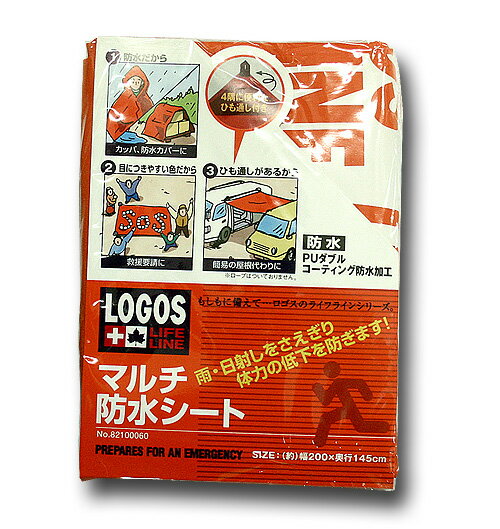 1 防水だから
カッパ、防水カバーに
4隅に便利な
ひも通し付き
2 目につきやすい色だから
SOS
救援要請に
3 ひも通しがあるから
簡易の屋根代わりに
※ロープはついておりません。
防水
PUダブル
コーティング防水加工
LOGOS
LIFE
LINE
もしもに備えて…ロゴスのライフラインシリーズ。
雨・日射しをさえぎり
体力の低下を防ぎます!
マルチ
防水シート
No.82100060
PREPARES FOR AN EMERGENCY
SIZE:(約)幅200×奥行145cm